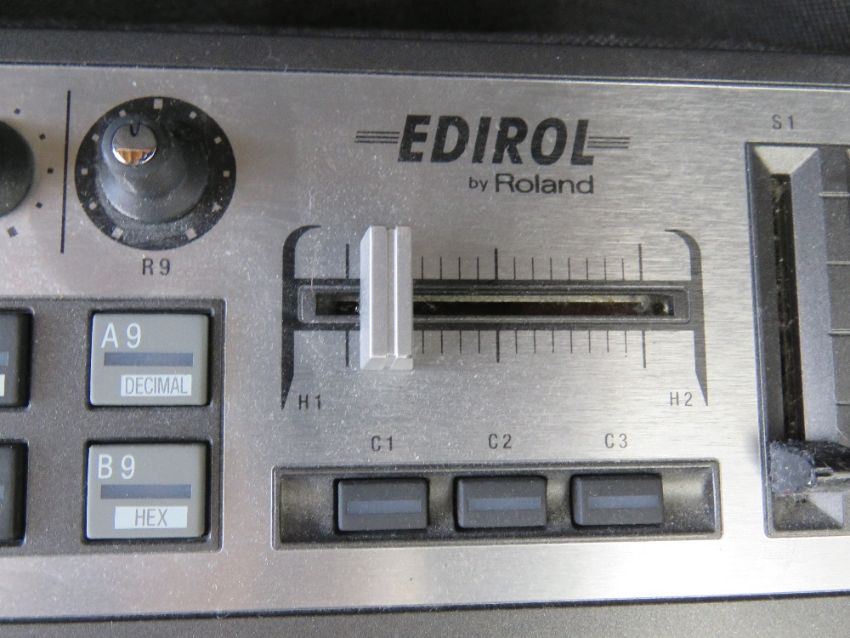 EDIROL
by Roland
S1
R9
A9
DECIMAL
H1
H2
C1
C2
C3
B9
HEX